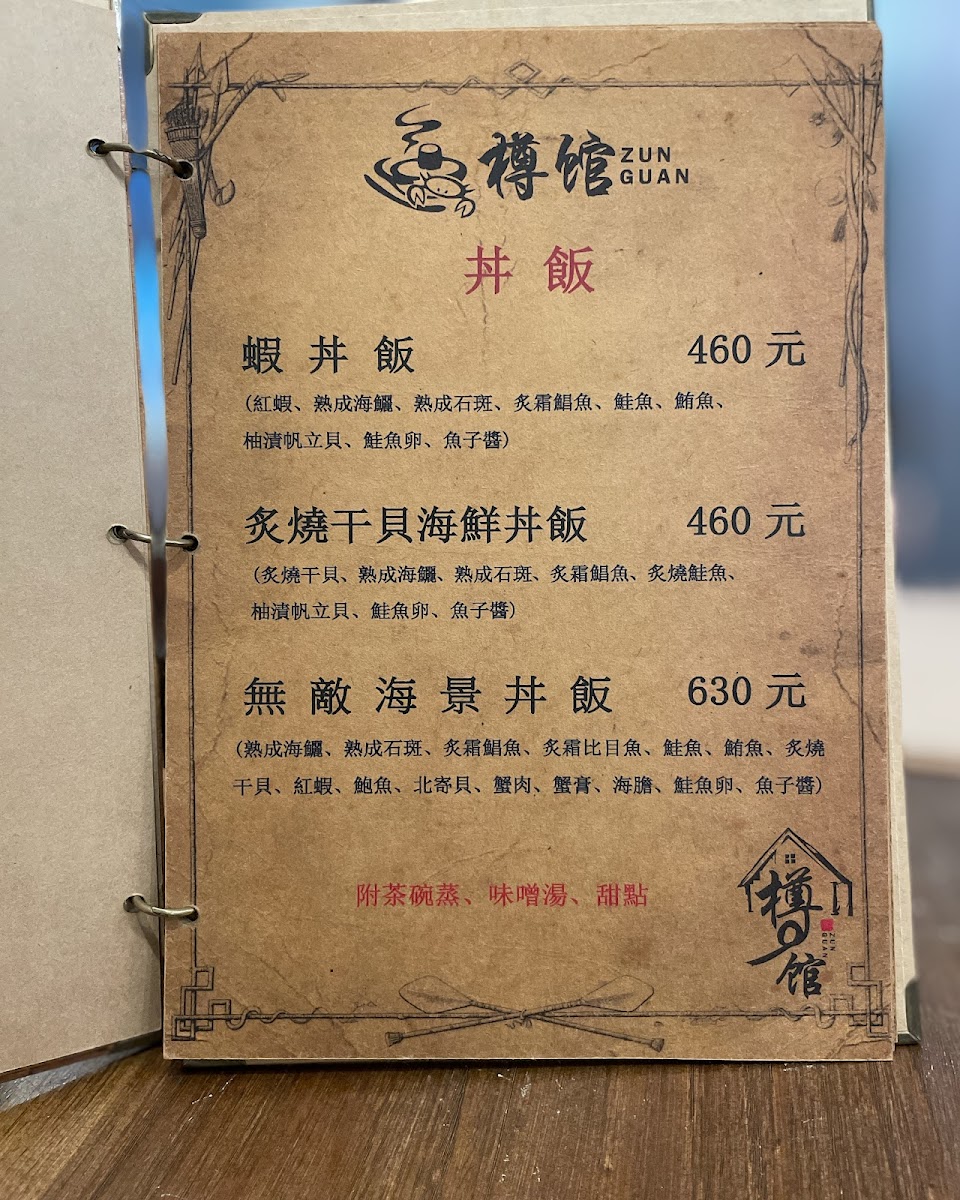 樽馆 ZUN
GUAN
丼飯
蝦丼飯 460元
(紅蝦、熟成海鱺、熟成石斑、炙霜鯧魚、鮭魚、鮪魚、
柚漬帆立貝、鮭魚卵、魚子醬)
炙燒干貝海鮮丼飯 460元
(炙燒干貝、熟成海鱺、熟成石斑、炙霜鯧魚、炙燒鮭魚、
柚漬帆立貝、鮭魚卵、魚子醬)
無敵海景丼飯 630元
(熟成海鱺、熟成石斑、炙霜鯧魚、炙霜比目魚、鮭魚、鮪魚、炙燒
干貝、紅蝦、鮑魚、北寄貝、蟹肉、蟹膏、海膽、鮭魚卵、魚子醬)
附茶碗蒸、味噌湯、甜點
樽馆
ZUN
GUAN